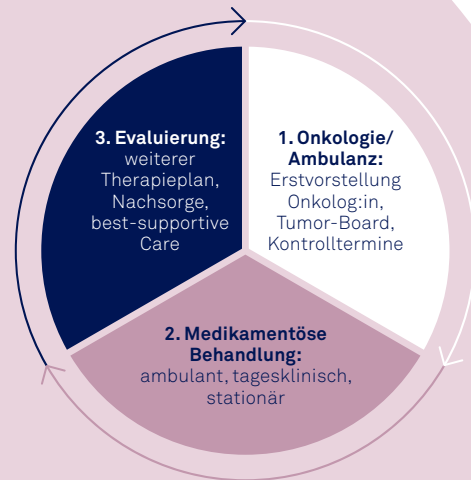 1. Onkologie/
Ambulanz:
Erstvorstellung
Onkolog:in,
Tumor-Board,
Kontrolltermine
2. Medikamentöse
Behandlung:
ambulant, tagesklinisch,
stationär
3. Evaluierung:
weiterer
Therapieplan,
Nachsorge,
best-supportive
Care